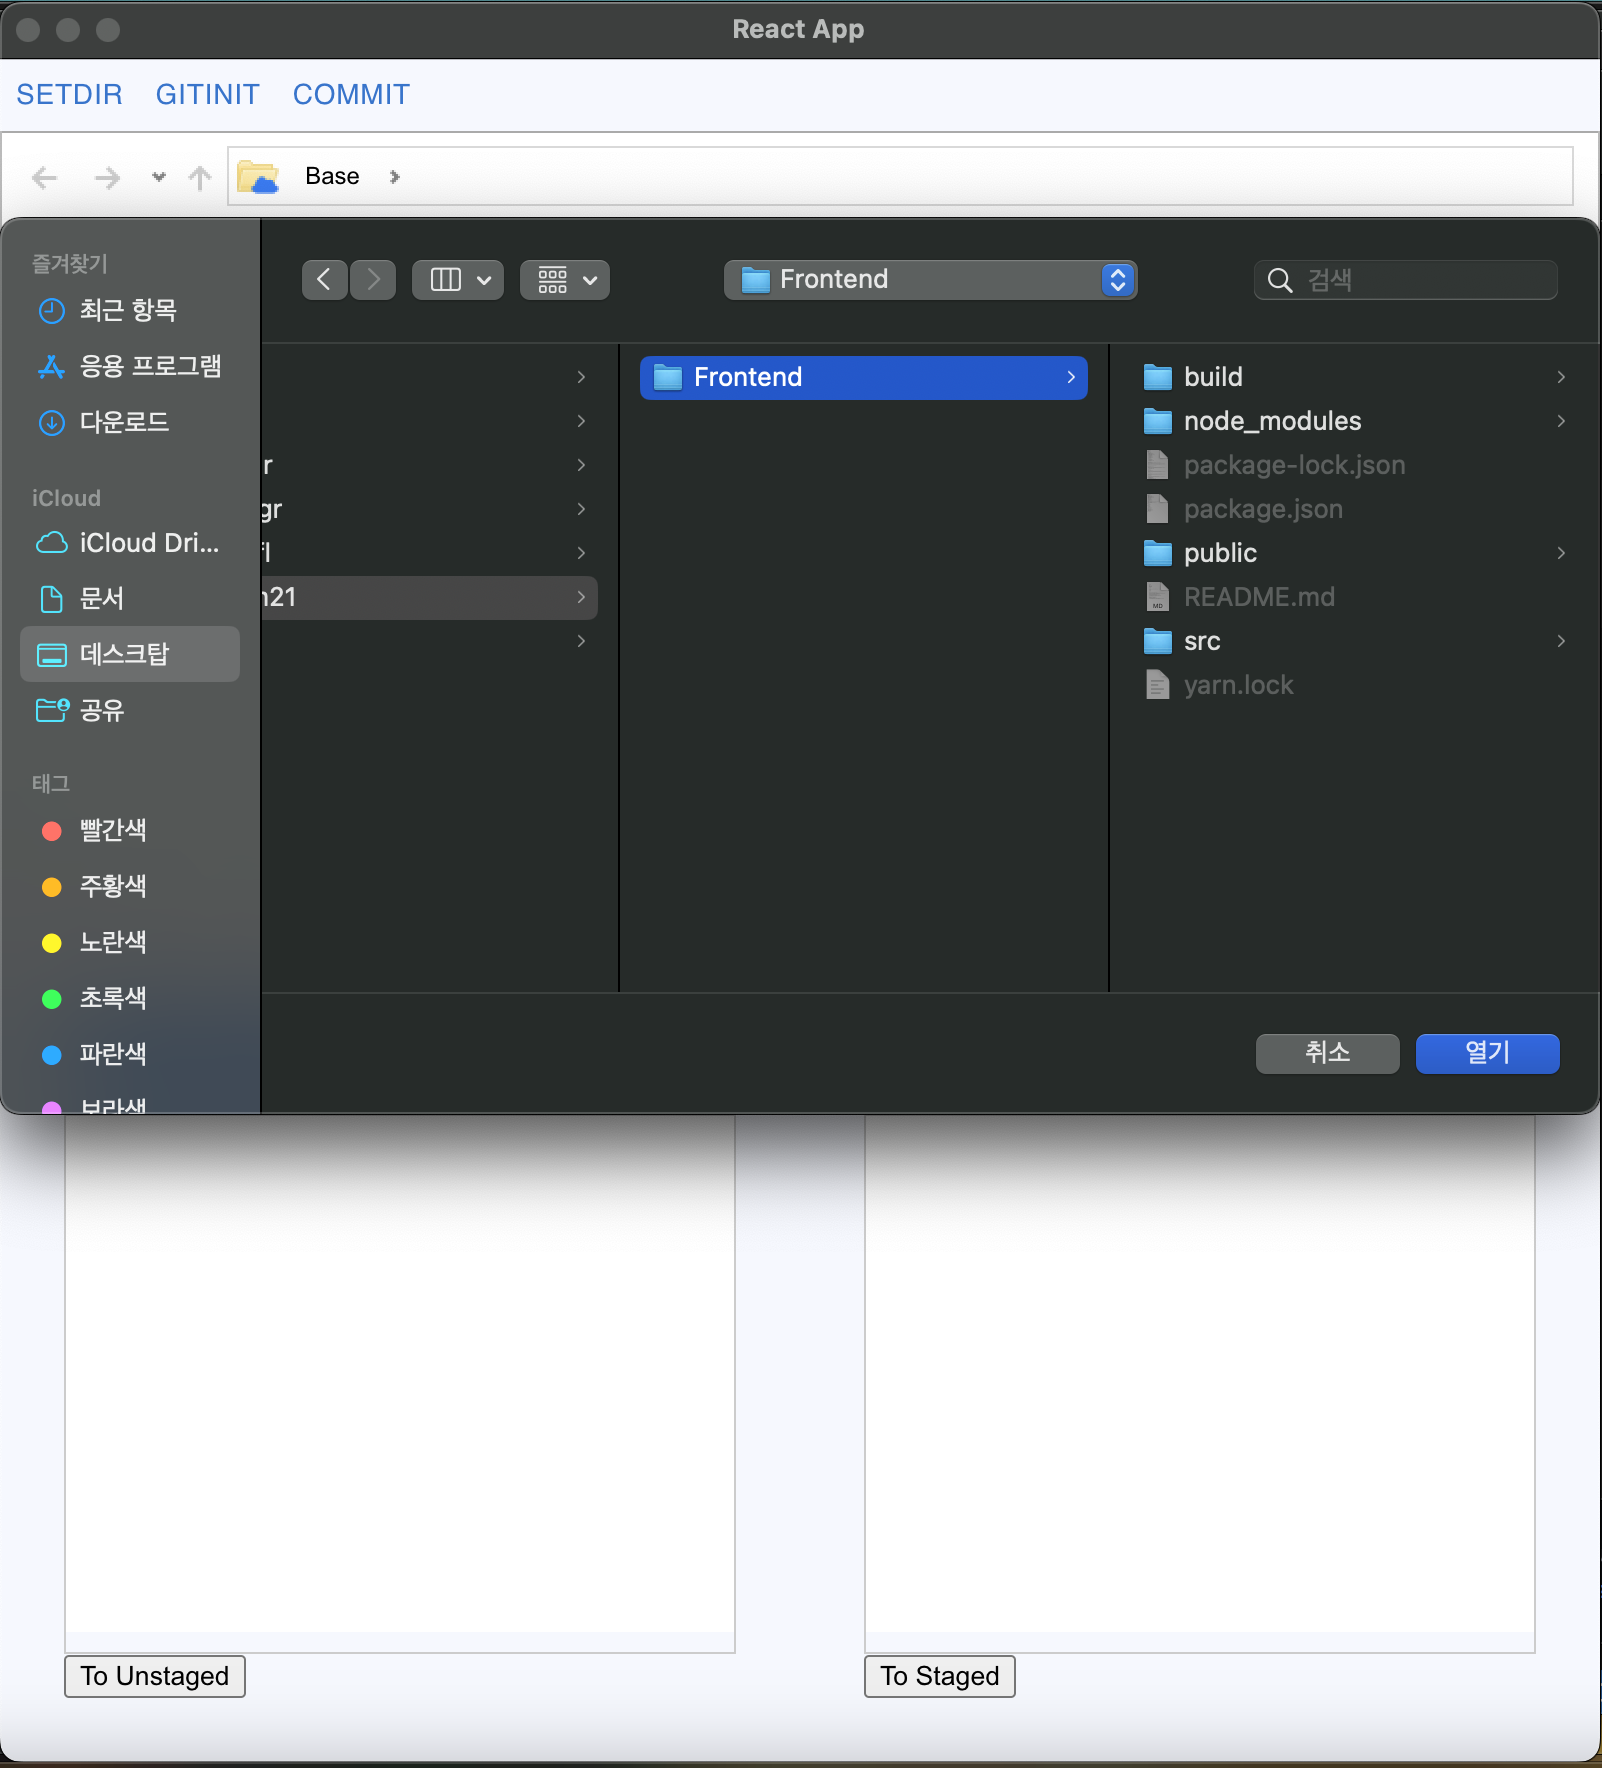 React App
SETDIR GITINIT COMMIT
Base
즐겨찾기
최근 항목
응용 프로그램
다운로드
iCloud
iCloud Dri...
문서
데스크탑
공유
태그
빨간색
주황색
노란색
초록색
파란색
보라색
Frontend
검색
r
gr
n21
Frontend
build
node_modules
package-lock.json
package.json
public
README.md
src
yarn.lock
취소 열기
To Unstaged
To Staged